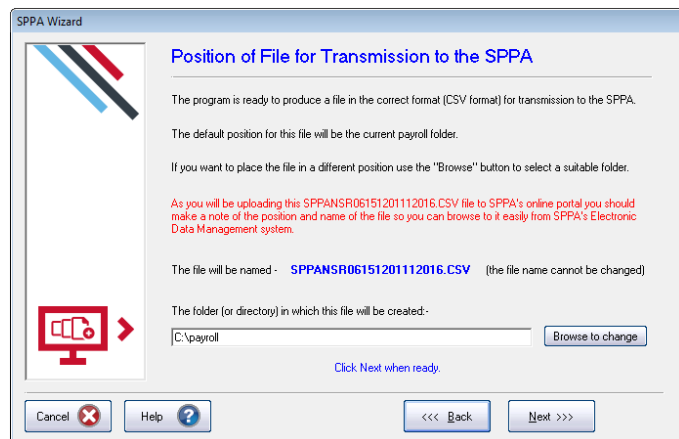 SPPA Wizard
Position of File for Transmission to the SPPA
The program is ready to produce a file in the correct format (CSV format) for transmission to the SPPA.
The default position for this file will be the current payroll folder.
If you want to place the file in a different position use the "Browse" button to select a suitable folder.
As you will be uploading this SPPANSR06151201112016.CSV file to SPPA's online portal you should
make a note of the position and name of the file so you can browse to it easily from SPPA's Electronic
Data Management system.
The file will be named - SPPANSR06151201112016.CSV (the file name cannot be changed)
The folder (or directory) in which this file will be created:-
C:\payroll
Browse to change
Click Next when ready.
Cancel
Help
<<< Back
Next >>>